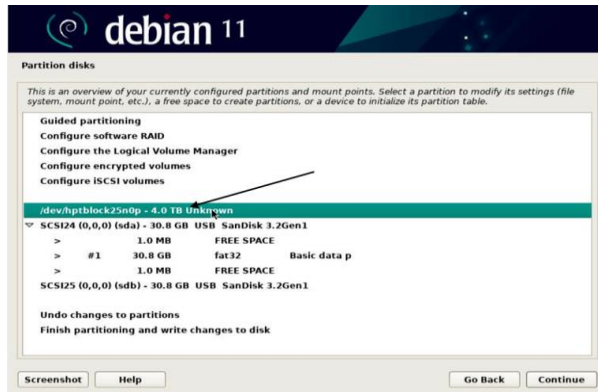 debian 11
Partition disks
This is an overview of your currently configured partitions and mount points. Select a partition to modify its settings (file
system, mount point, etc.), a free space to create partitions, or a device to initialize its partition table.
Guided partitioning
Configure software RAID
Configure the Logical Volume Manager
Configure encrypted volumes
Configure iSCSI volumes
/dev/hptblock25n0p - 4.0 TB Unknown
SCSI24 (0,0,0) (sda) - 30.8 GB USB SanDisk 3.2Gen1
> 1.0 MB FREE SPACE
> #1 30.8 GB fat32 Basic data p
> 1.0 MB FREE SPACE
SCSI25 (0,0,0) (sdb) - 30.8 GB USB SanDisk 3.2Gen1
Undo changes to partitions
Finish partitioning and write changes to disk
Screenshot Help Go Back Continue